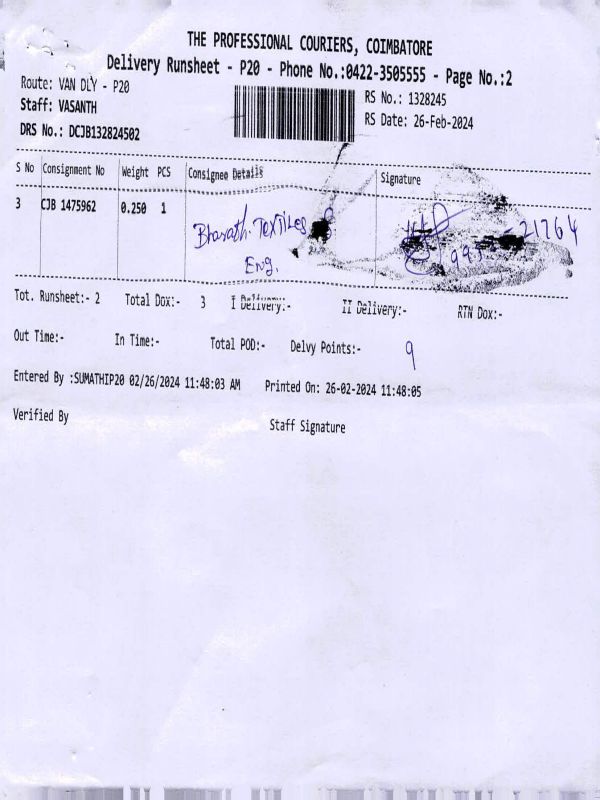 THE PROFESSIONAL COURIERS, COIMBATORE
Delivery Runsheet - P20 - Phone No.:0422-3505555 - Page No.:2
Route: VAN DLY - P20
RS No.: 1328245
Staff: VASANTH
RS Date: 26-Feb-2024
DRS No.: DCJB132824502
S No Consignment No Weight PCS Consignee Details Signature
3 CJB 1475962 0.250 1
Bharath Textiles
Eng.
21764
Tot. Runsheet:- 2 Total Dox:- 3 I Delivery:- II Delivery:- RTN Dox:-
Out Time:- In Time:- Total POD:- Delvy Points:- 9
Entered By :SUMATHIP20 02/26/2024 11:48:03 AM Printed On: 26-02-2024 11:48:05
Verified By
Staff Signature